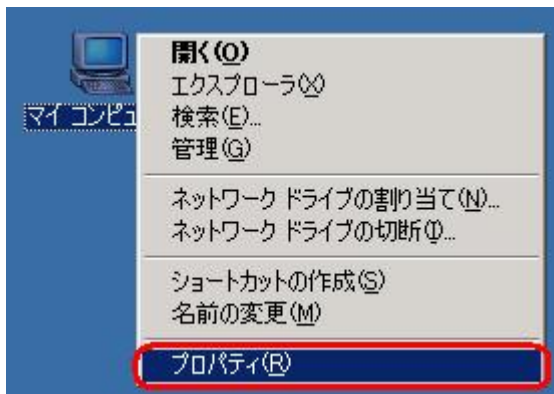 開く(O)
エクスプローラ(X)
マイ コンピュ
検索(E)...
管理(G)
ネットワーク ドライブの割り当て(N)...
ネットワーク ドライブの切断(I)...
ショートカットの作成(S)
名前の変更(M)
プロパティ(R)